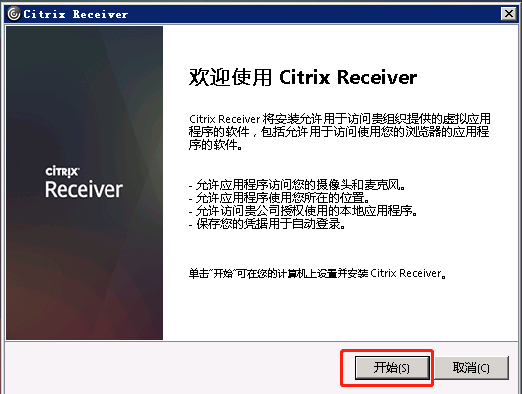 Citrix Receiver
欢迎使用 Citrix Receiver
Citrix Receiver 将安装允许用于访问贵组织提供的虚拟应用
程序的软件，包括允许用于访问使用您的浏览器的应用程
序的软件。
- 允许应用程序访问您的摄像头和麦克风。
- 允许应用程序使用您所在的位置。
- 允许访问贵公司授权使用的本地应用程序。
- 保存您的凭据用于自动登录。
CITRIX
Receiver
单击"开始"可在您的计算机上设置并安装 Citrix Receiver。
开始(S)
取消(C)